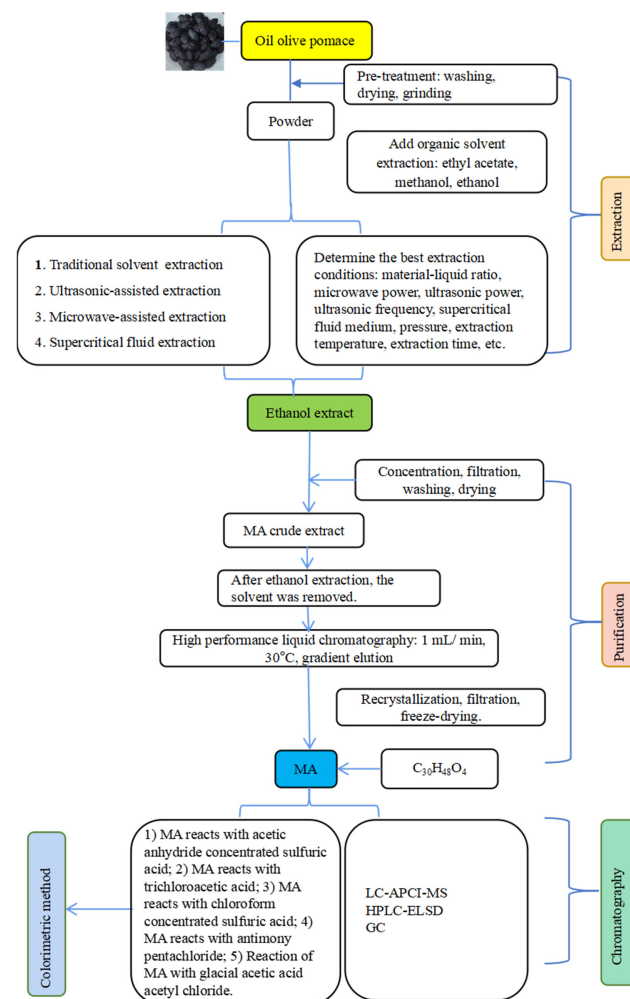 Oil olive pomace
Pre-treatment: washing,
drying, grinding
Powder
Add organic solvent
extraction: ethyl acetate,
methanol, ethanol
Extraction
1. Traditional solvent extraction
2. Ultrasonic-assisted extraction
3. Microwave-assisted extraction
4. Supercritical fluid extraction
Determine the best extraction
conditions: material-liquid ratio,
microwave power, ultrasonic power,
ultrasonic frequency, supercritical
fluid medium, pressure, extraction
temperature, extraction time, etc.
Ethanol extract
Concentration, filtration,
washing, drying
MA crude extract
After ethanol extraction, the
solvent was removed.
High performance liquid chromatography: 1 mL/ min,
30°C, gradient elution
Purification
Recrystallization, filtration,
freeze-drying.
MA
C₃₀H₄₈O₄
Colorimetric method
1) MA reacts with acetic
anhydride concentrated sulfuric
acid; 2) MA reacts with
trichloroacetic acid; 3) MA
reacts with chloroform
concentrated sulfuric acid; 4)
MA reacts with antimony
pentachloride; 5) Reaction of
MA with glacial acetic acid
acetyl chloride.
LC-APCI-MS
HPLC-ELSD
GC
Chromatography